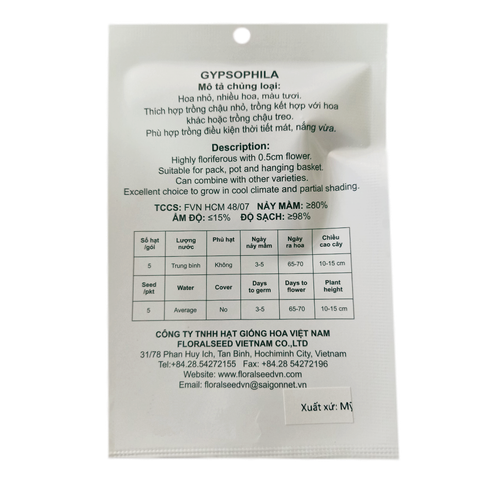 GYPSOPHILA
Mô tả chủng loại:
Hoa nhỏ, nhiều hoa, màu tươi.
Thích hợp trồng chậu nhỏ, trồng kết hợp với hoa
khác hoặc trồng chậu treo.
Phù hợp trồng điều kiện thời tiết mát, nắng vừa.
Description:
Highly floriferous with 0.5cm flower.
Suitable for pack, pot and hanging basket.
Can combine with other varieties.
Excellent choice to grow in cool climate and partial shading.
TCCS: FVN HCM 48/07 NẢY MẦM: ≥80%
ẨM ĐỘ: ≤15% ĐỘ SẠCH: ≥98%
Số hạt /gói Lượng nước Phủ hạt Ngày nảy mầm Ngày ra hoa Chiều cao cây
5 Trung bình Không 3-5 65-70 10-15 cm
Seed /pkt Water Cover Days to germ Days to flower Plant height
5 Average No 3-5 65-70 10-15 cm
CÔNG TY TNHH HẠT GIỐNG HOA VIỆT NAM
FLORALSEED VIETNAM CO.,LTD
31/78 Phan Huy Ich, Tan Binh, Hochiminh City, Vietnam
Tel:+84.28.54272155 Fax:+84.28 54272196
Website: www.floralseedvn.com
Email: floralseedvn@saigonnet.vn
Xuất xứ: Mỹ